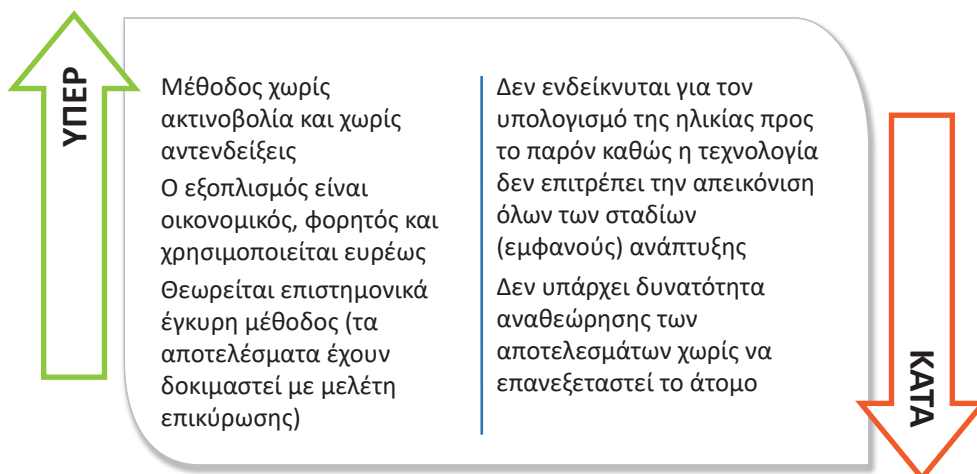 ΥΠΕΡ
Μέθοδος χωρίς
ακτινοβολία και χωρίς
αντενδείξεις
Ο εξοπλισμός είναι
οικονομικός, φορητός και
χρησιμοποιείται ευρέως
Θεωρείται επιστημονικά
έγκυρη μέθοδος (τα
αποτελέσματα έχουν
δοκιμαστεί με μελέτη
επικύρωσης)
Δεν ενδείκνυται για τον
υπολογισμό της ηλικίας προς
το παρόν καθώς η τεχνολογία
δεν επιτρέπει την απεικόνιση
όλων των σταδίων
(εμφανούς) ανάπτυξης
Δεν υπάρχει δυνατότητα
αναθεώρησης των
αποτελεσμάτων χωρίς να
επανεξεταστεί το άτομο
ΚΑΤΑ